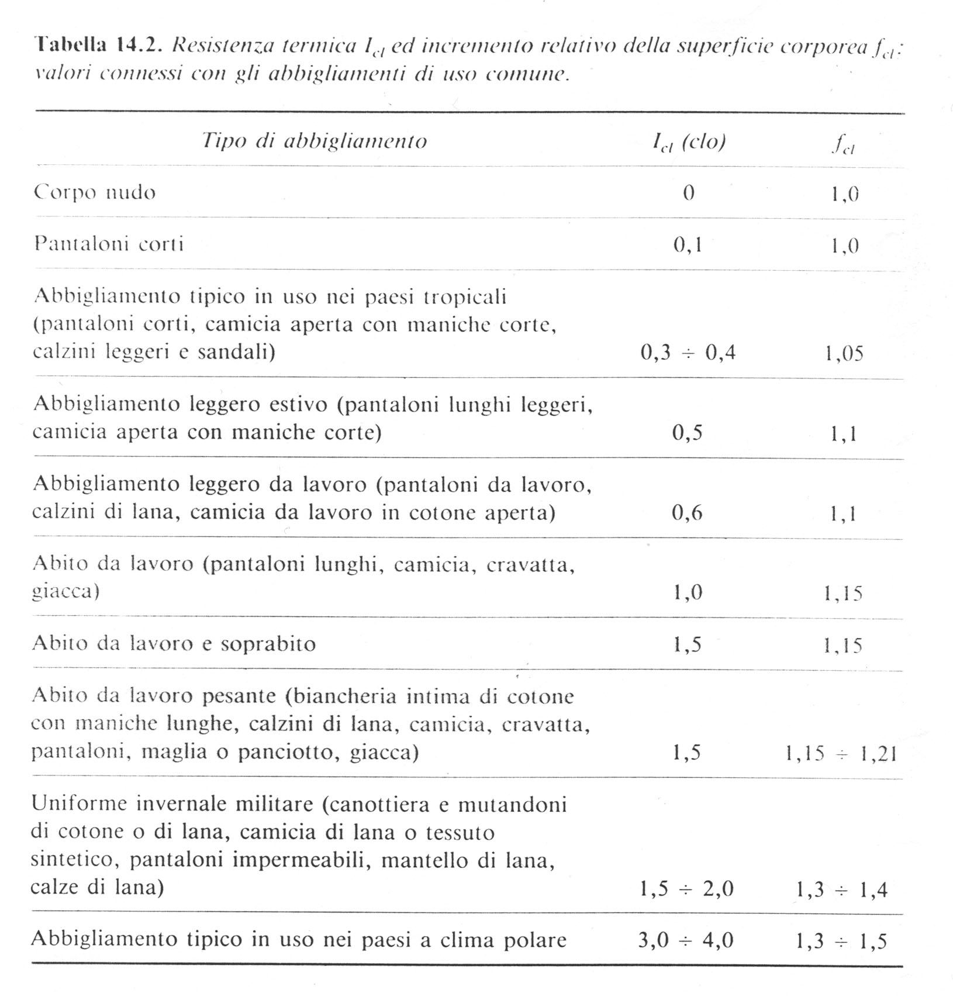 Tabella 14.2. Resistenza termica Icl ed incremento relativo della superficie corporea fcl:
valori connessi con gli abbigliamenti di uso comune.
Tipo di abbigliamento Icl (clo) fcl
Corpo nudo 0 1,0
Pantaloni corti 0,1 1,0
Abbigliamento tipico in uso nei paesi tropicali
(pantaloni corti, camicia aperta con maniche corte,
calzini leggeri e sandali) 0,3 ÷ 0,4 1,05
Abbigliamento leggero estivo (pantaloni lunghi leggeri,
camicia aperta con maniche corte) 0,5 1,1
Abbigliamento leggero da lavoro (pantaloni da lavoro,
calzini di lana, camicia da lavoro in cotone aperta) 0,6 1,1
Abito da lavoro (pantaloni lunghi, camicia, cravatta,
giacca) 1,0 1,15
Abito da lavoro e soprabito 1,5 1,15
Abito da lavoro pesante (biancheria intima di cotone
con maniche lunghe, calzini di lana, camicia, cravatta,
pantaloni, maglia o panciotto, giacca) 1,5 1,15 ÷ 1,21
Uniforme invernale militare (canottiera e mutandoni
di cotone o di lana, camicia di lana o tessuto
sintetico, pantaloni impermeabili, mantello di lana,
calze di lana) 1,5 ÷ 2,0 1,3 ÷ 1,4
Abbigliamento tipico in uso nei paesi a clima polare 3,0 ÷ 4,0 1,3 ÷ 1,5